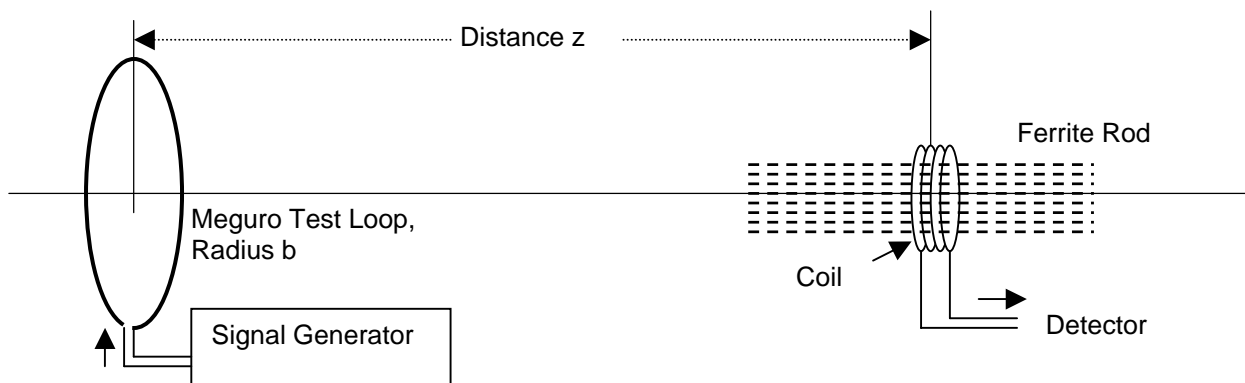 Distance z
Ferrite Rod
Meguro Test Loop,
Radius b
Coil
Signal Generator
Detector